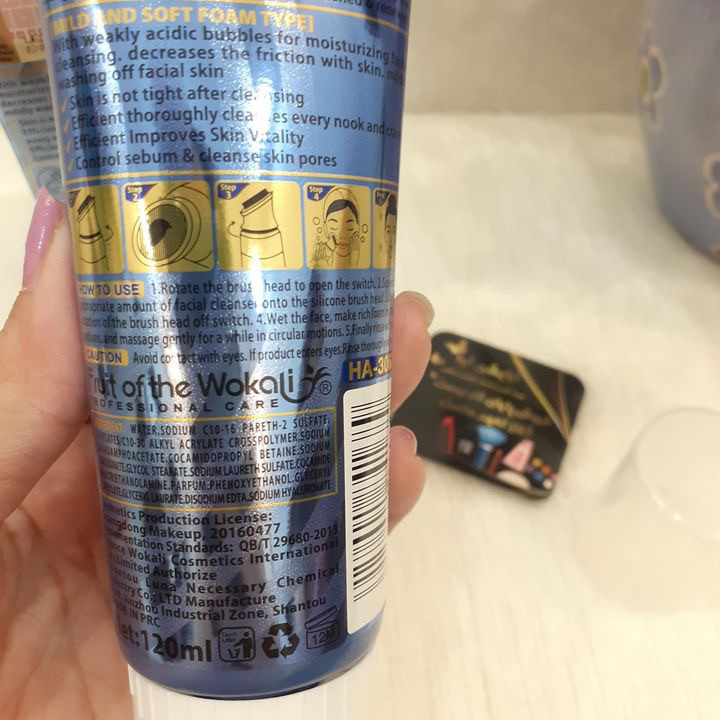 MILD AND SOFT FOAM TYPE]
With weakly acidic bubbles for moisturizing
cleansing. decreases the friction with skin.
washing off facial skin
Skin is not tight after cleansing
Efficient thoroughly cleanses every nook and
Efficient Improves Skin Vitality
Control sebum & cleanse skin pores
Step 2
Step 3
Step 4
HOW TO USE 1.Rotate the brush head to open the switch.
amount of facial cleanser onto the silicone brush head
of the brush head off switch. 4.Wet the face, make rich foam
and massage gently for a while in circular motions. 5.Finally rinse
CAUTION Avoid contact with eyes. If product enters eyes.Rinse
Fruit of the Wokali ®
PROFESSIONAL CARE
HA-30
WATER,SODIUM C10-16 PARETH-2 SULFATE,
C10-30 ALKYL ACRYLATE CROSSPOLYMER,SODIUM
COCAMIDOPROPYL BETAINE,SODIUM
GLYCOL STEARATE,SODIUM LAURETH SULFATE,COCAMIDE
TRIETHANOLAMINE,PARFUM,PHENOXYETHANOL,GLYCERYL
GLYCERYL LAURATE,DISODIUM EDTA,SODIUM HYALURONATE
Production License:
Makeup, 20160477
Standards: QB/T 29680-2013
Wokali Cosmetics International
Limited Authorize
Luna Necessary Chemical
Co.; LTD Manufacture
Industrial Zone, Shantou
IN PRC
120ml
12M